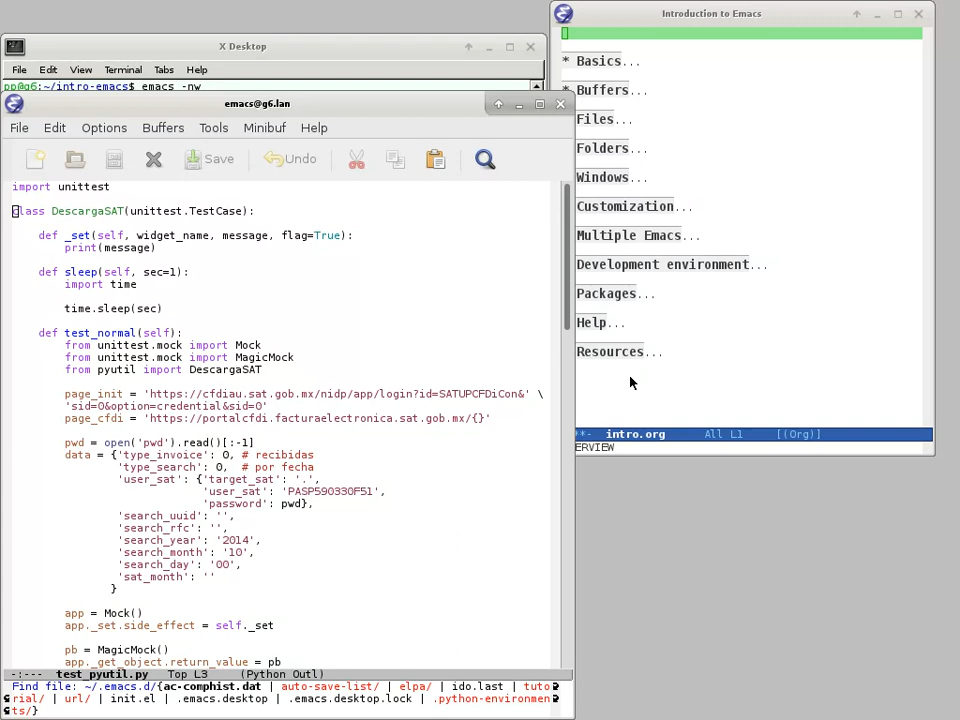 X Desktop
File Edit View Terminal Tabs Help
pp@g6:~/intro-emacs$ emacs -nw
emacs@g6.lan
File Edit Options Buffers Tools Minibuf Help
Save Undo
import unittest
class DescargaSAT(unittest.TestCase):
def _set(self, widget_name, message, flag=True):
print(message)
def sleep(self, sec=1):
import time
time.sleep(sec)
def test_normal(self):
from unittest.mock import Mock
from unittest.mock import MagicMock
from pyutil import DescargaSAT
page_init = 'https://cfdiau.sat.gob.mx/nidp/app/login?id=SATUPCFDiCon&' \
'sid=0&option=credential&sid=0'
page_cfdi = 'https://portalcfdi.facturaelectronica.sat.gob.mx/{}'
pwd = open('pwd').read()[:-1]
data = {'type_invoice': 0, # recibidas
'type_search': 0,  # por fecha
'user_sat': {'target_sat': '.',
'user_sat': 'PASP590330F51',
'password': pwd},
'search_uuid': '',
'search_rfc': '',
'search_year': '2014',
'search_month': '10',
'search_day': '00',
'sat_month': ''
}
app = Mock()
app._set.side_effect = self._set
pb = MagicMock()
app._get_object.return_value = pb
-:--- test_pyutil.py Top L3 (Python Outl)
Find file: ~/.emacs.d/{ac-comphist.dat | auto-save-list/ | elpa/ | ido.last | tuto
rial/ | url/ | init.el | .emacs.desktop | .emacs.desktop.lock | .python-environmen
ts/}
Introduction to Emacs
* Basics...
* Buffers...
Files...
Folders...
Windows...
Customization...
Multiple Emacs...
Development environment...
Packages...
Help...
Resources...
**- intro.org All L1 [(Org)]
ERVIEW